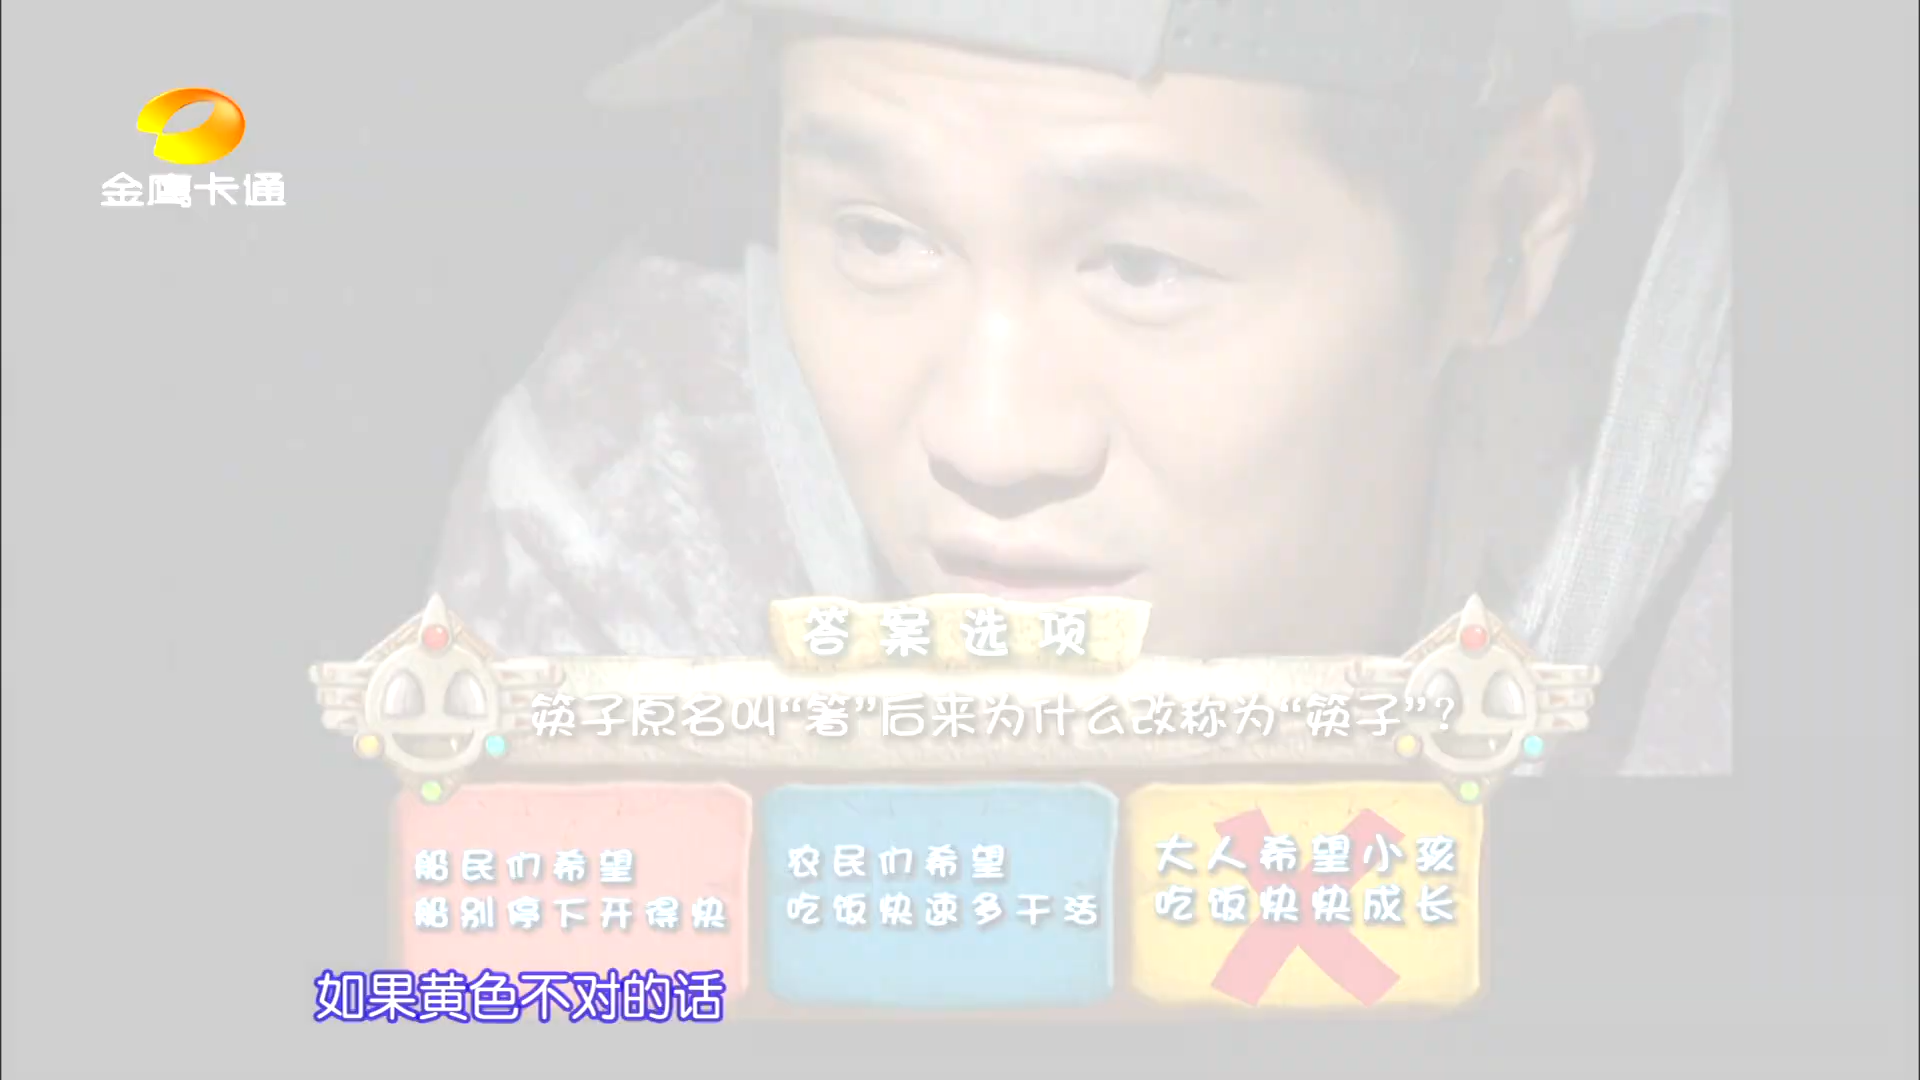 金鹰卡通
答案选项
筷子原名叫“箸”后来为什么改称为“筷子”？
船民们希望
船别停下开得快
农民们希望
吃饭快速多干活
大人希望小孩
吃饭快快成长
如果黄色不对的话